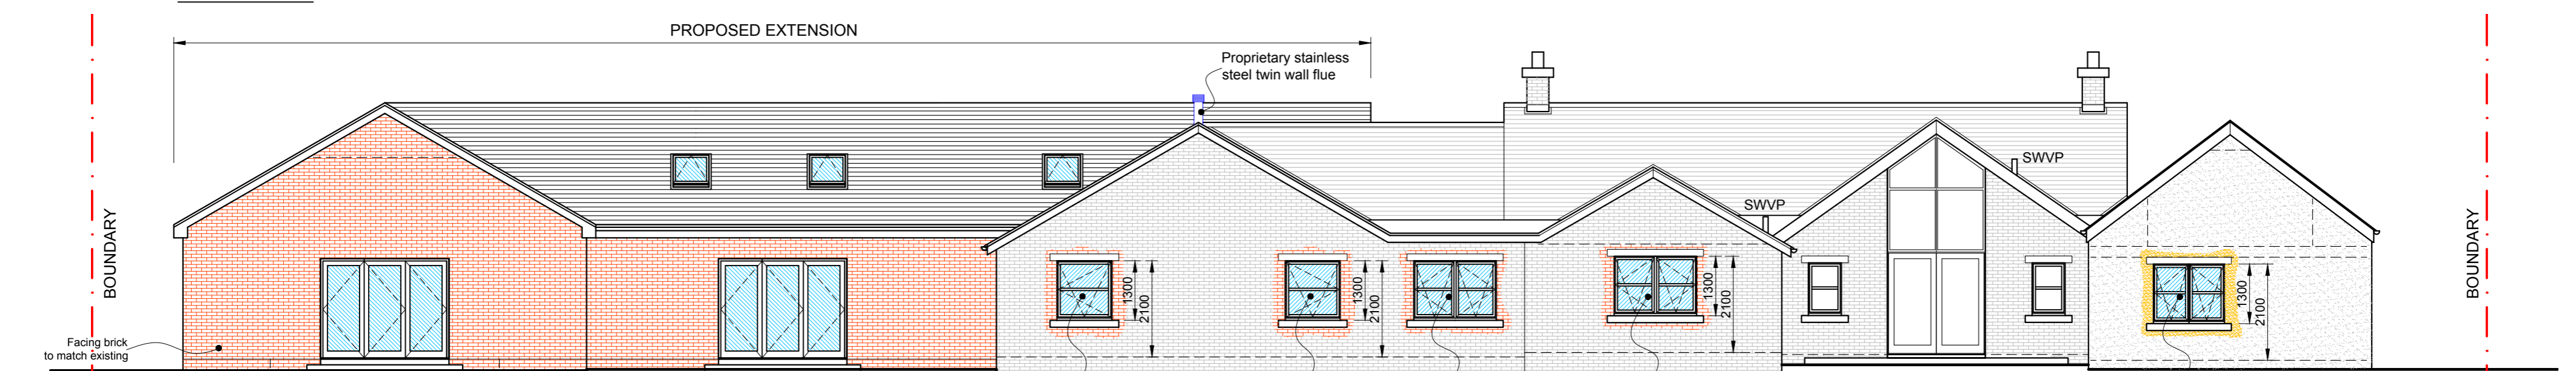 PROPOSED EXTENSION
Proprietary stainless
steel twin wall flue
SWVP
SWVP
BOUNDARY
BOUNDARY
1300
2100
1300
2100
1300
2100
1300
2100
Facing brick
to match existing